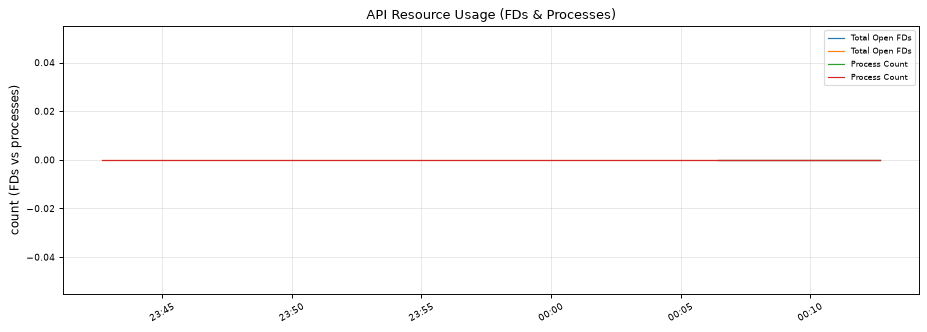 API Resource Usage (FDs & Processes)
count (FDs vs processes)
0.04
0.02
0.00
−0.02
−0.04
Total Open FDs
Total Open FDs
Process Count
Process Count
23:45
23:50
23:55
00:00
00:05
00:10